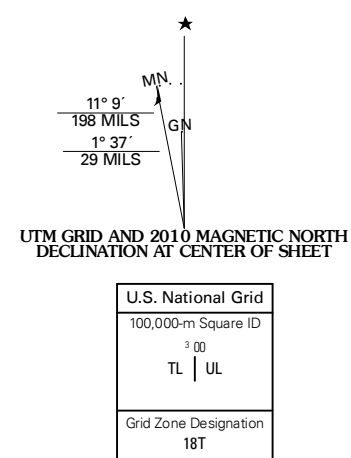 ★
MN
11° 9´
198 MILS
GN
1° 37´
29 MILS
UTM GRID AND 2010 MAGNETIC NORTH
DECLINATION AT CENTER OF SHEET
U.S. National Grid
100,000-m Square ID
3 00
TL | UL
Grid Zone Designation
18T